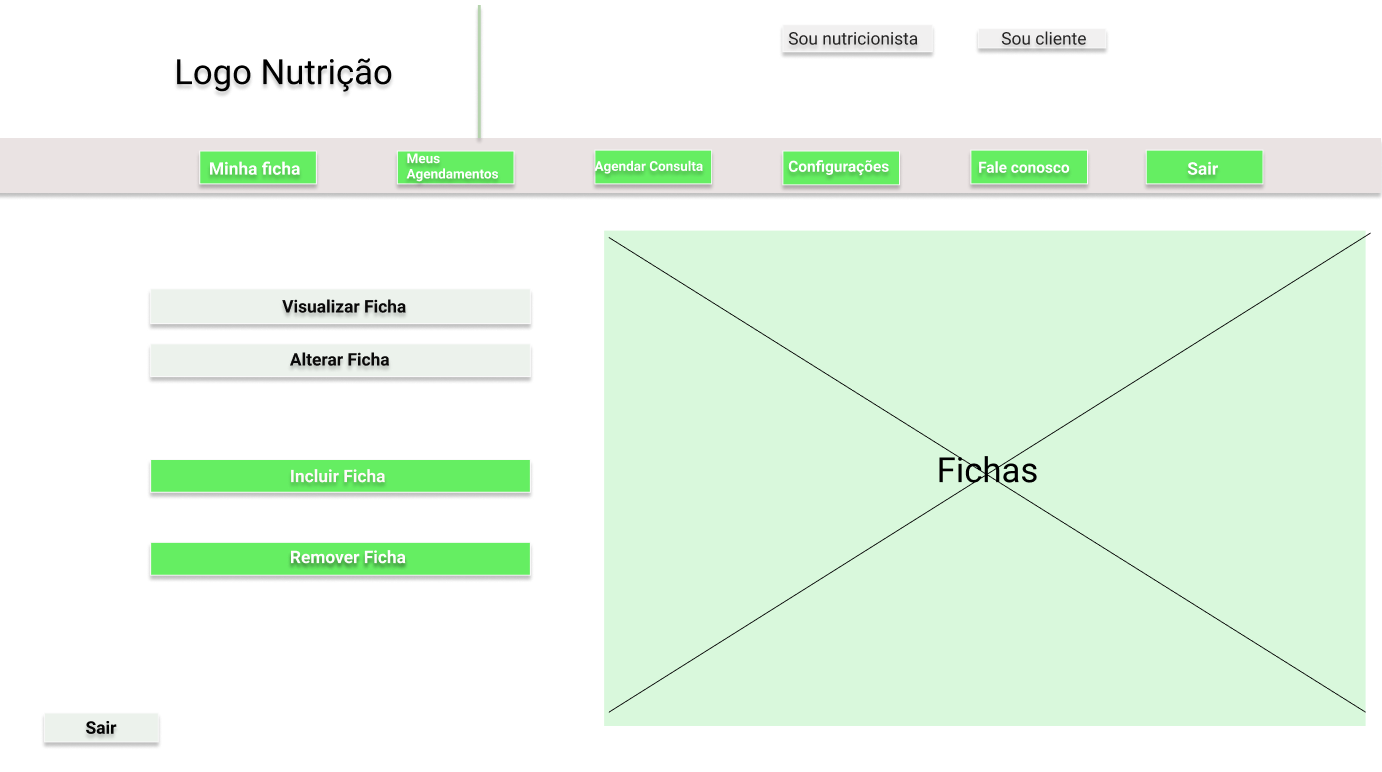 Sou nutricionista
Sou cliente
Logo Nutrição
Minha ficha
Meus
Agendamentos
Agendar Consulta
Configurações
Fale conosco
Sair
Visualizar Ficha
Alterar Ficha
Incluir Ficha
Remover Ficha
Fichas
Sair